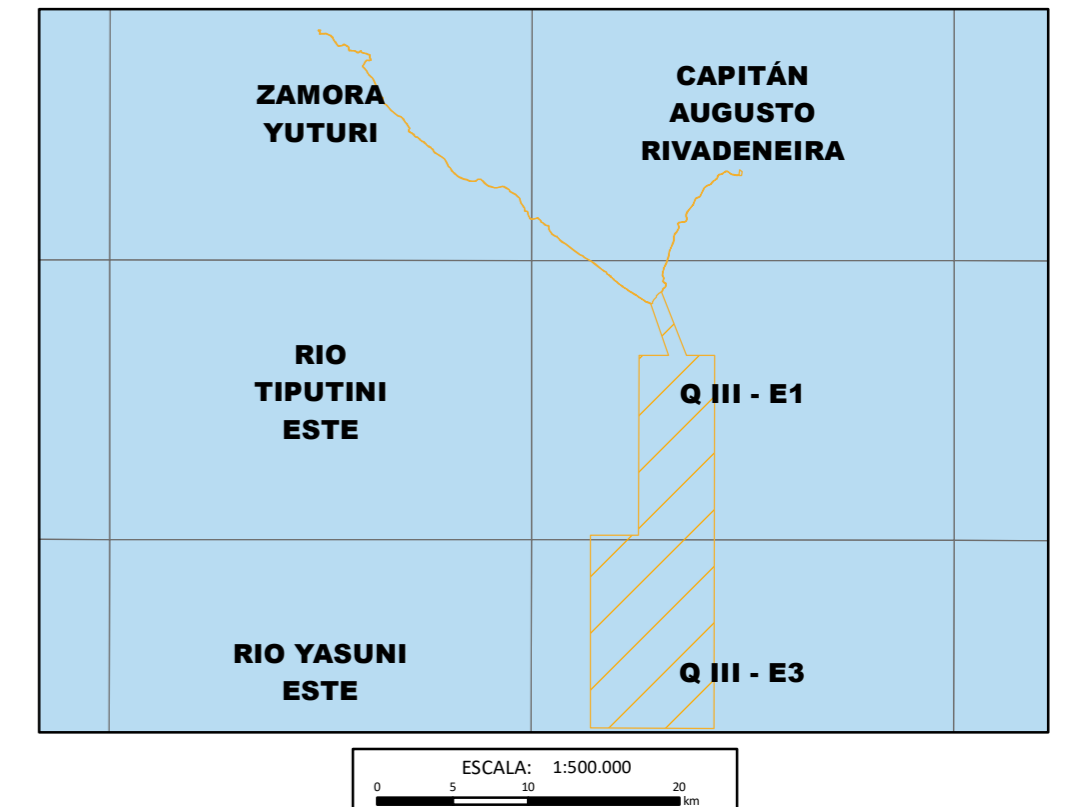 ZAMORA
YUTURI
CAPITÁN
AUGUSTO
RIVADENEIRA
RIO
TIPUTINI
ESTE
Q III - E1
RIO YASUNI
ESTE
Q III - E3
ESCALA: 1:500.000
0 5 10 20
km